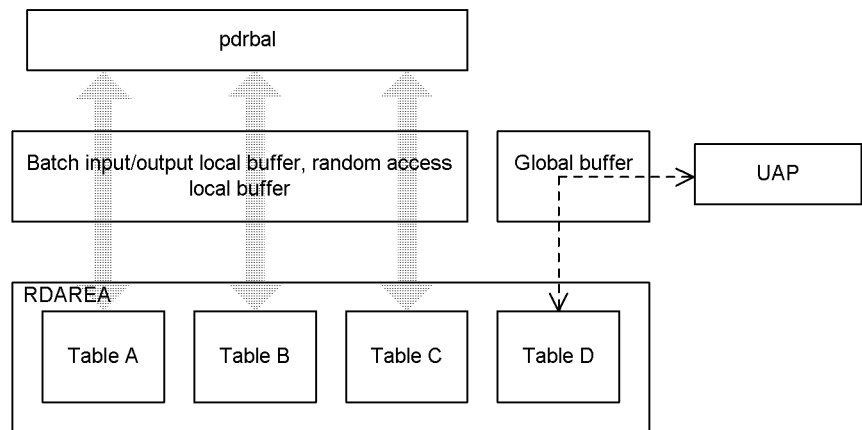 pdrbal
Batch input/output local buffer, random access
local buffer
Global buffer
UAP
RDAREA
Table A
Table B
Table C
Table D